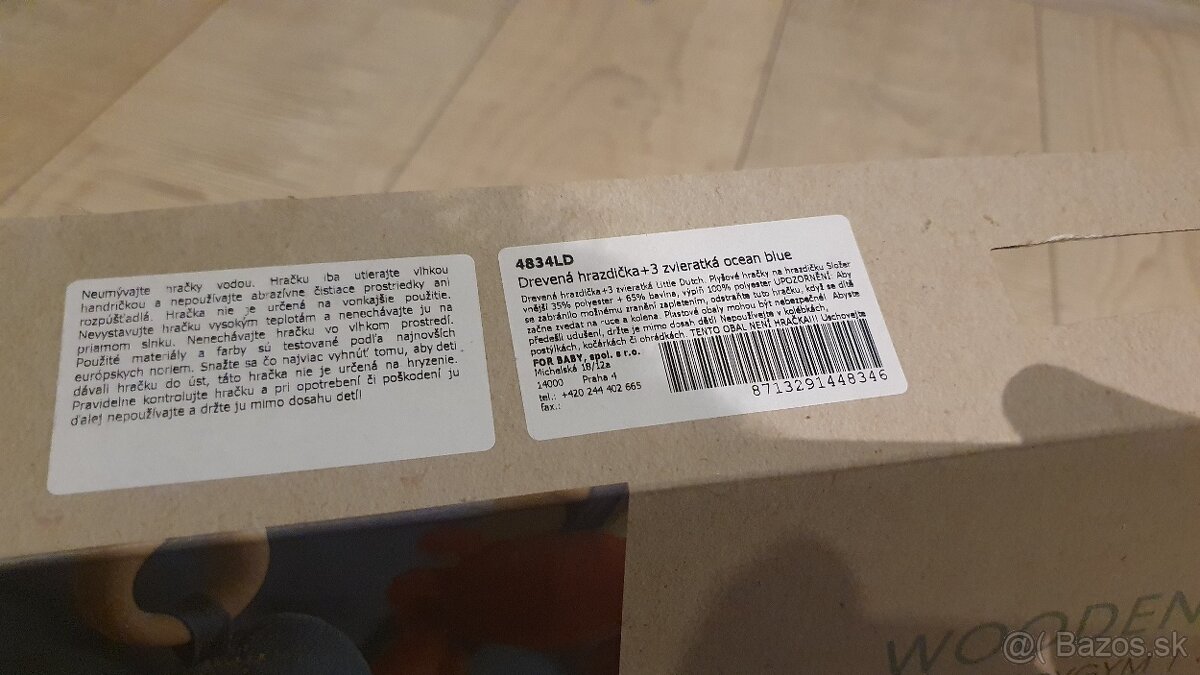 Neumývajte hračky vodou. Hračku iba utierajte vlhkou
handričkou a nepoužívajte abrazívne čistiace prostriedky ani
rozpúšťadlá. Hračka nie je určená na vonkajšie použitie.
Nevystavujte hračku vysokým teplotám a nenechávajte ju na
priamom slnku. Nenechávajte hračku vo vlhkom prostredí.
Použité materiály a farby sú testované podľa najnovších
európskych noriem. Snažte sa čo najviac vyhnúť tomu, aby deti
dávali hračku do úst, táto hračka nie je určená na hryzenie.
Pravidelne kontrolujte hračku a pri opotrebení či poškodení ju
ďalej nepoužívajte a držte ju mimo dosahu detí!
4834LD
Drevená hrazdička+3 zvieratká ocean blue
Drevená hrazdička+3 zvieratká Little Dutch. Plyšové hračky na hrazdičku Složení
vnější 35% polyester + 65% bavlna, výplň 100% polyester UPOZORNĚNÍ: Aby
se zabránilo možnému zranění zapletením, odstraňte tuto hračku, když se dítě
začne zvedat na ruce a kolena. Plastové obaly mohou být nebezpečné! Abyste
předešli udušení, držte je mimo dosah dětí! Nepoužívejte v kolébkách,
postýlkách, kočárkách či ohrádkách. TENTO OBAL NENÍ HRAČKA!!! Uschovejte
FOR BABY, spol. s r.o.
Michelská 18/12a
14000 Praha 4
tel.: +420 244 402 665
fax.:
8713291448346
WOODEN
GYM
@( Bazos.sk